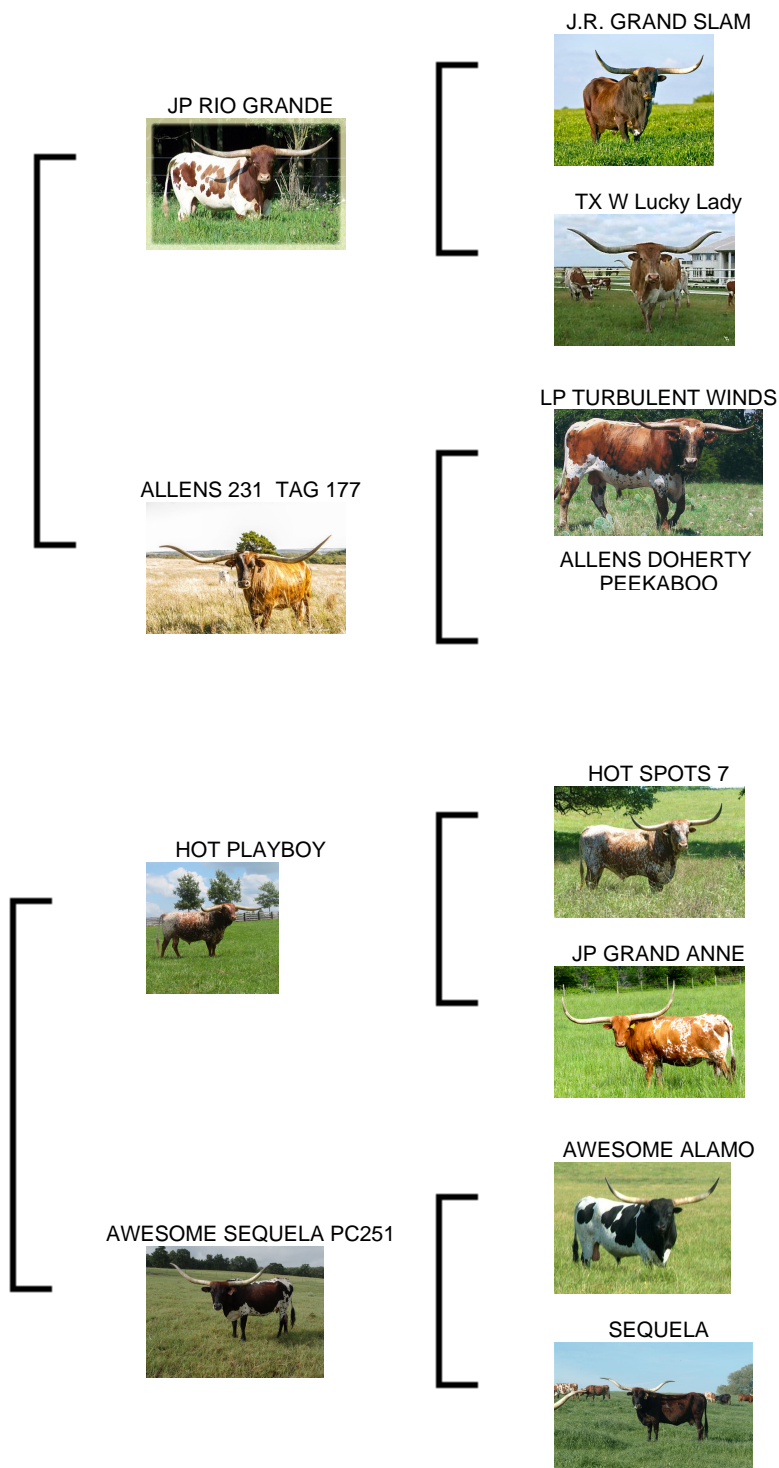 J.R. GRAND SLAM
JP RIO GRANDE
TX W Lucky Lady
LP TURBULENT WINDS
ALLENS 231 TAG 177
ALLENS DOHERTY
PEEKABOO
HOT SPOTS 7
HOT PLAYBOY
JP GRAND ANNE
AWESOME ALAMO
AWESOME SEQUELA PC251
SEQUELA